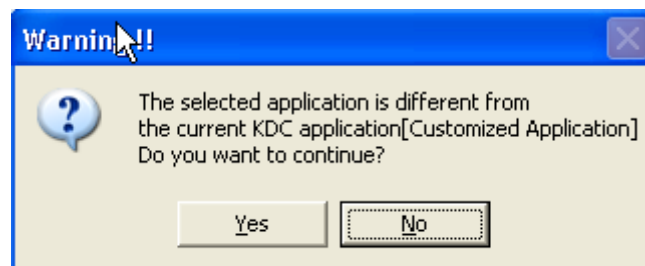 Warning!!!
The selected application is different from
the current KDC application[Customized Application]
Do you want to continue?
Yes
No